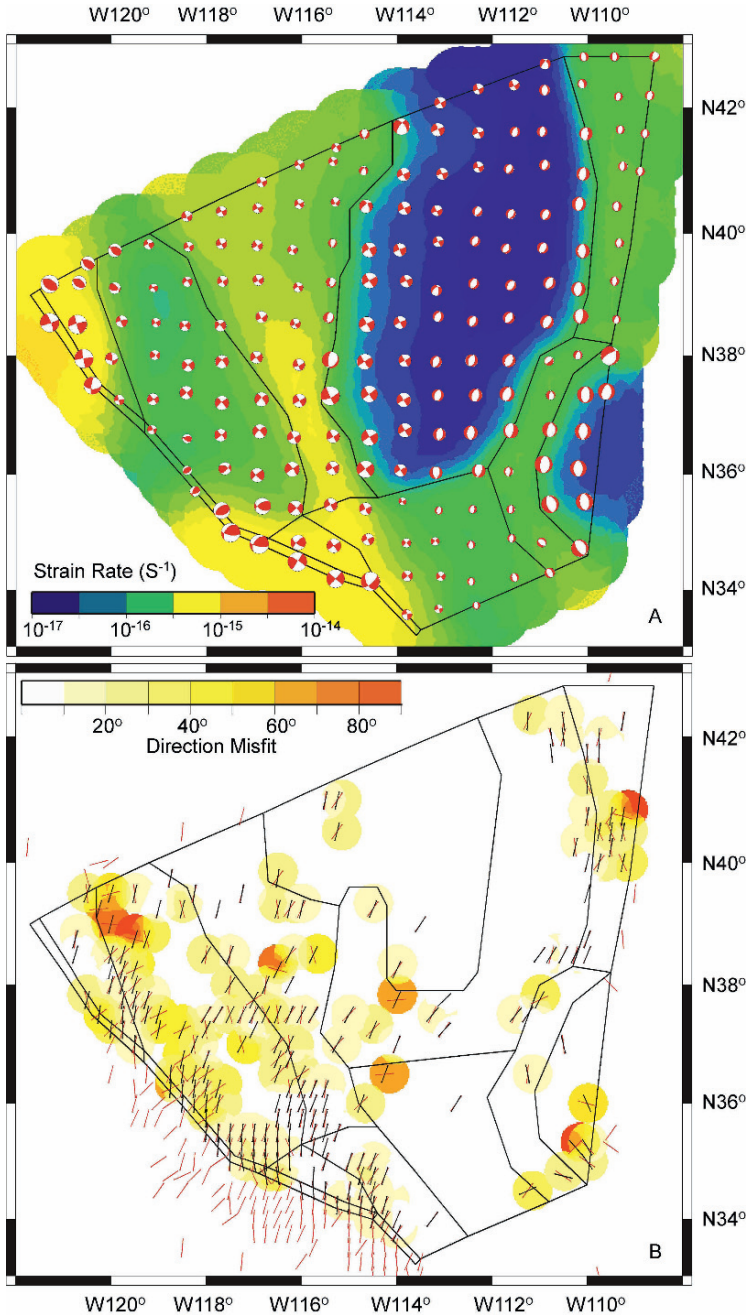 W120° W118° W116° W114° W112° W110°
N42°
N40°
N38°
N36°
N34°
Strain Rate (S⁻¹)
10⁻¹⁷ 10⁻¹⁶ 10⁻¹⁵ 10⁻¹⁴
A
20° 40° 60° 80°
Direction Misfit
N42°
N40°
N38°
N36°
N34°
B
W120° W118° W116° W114° W112° W110°